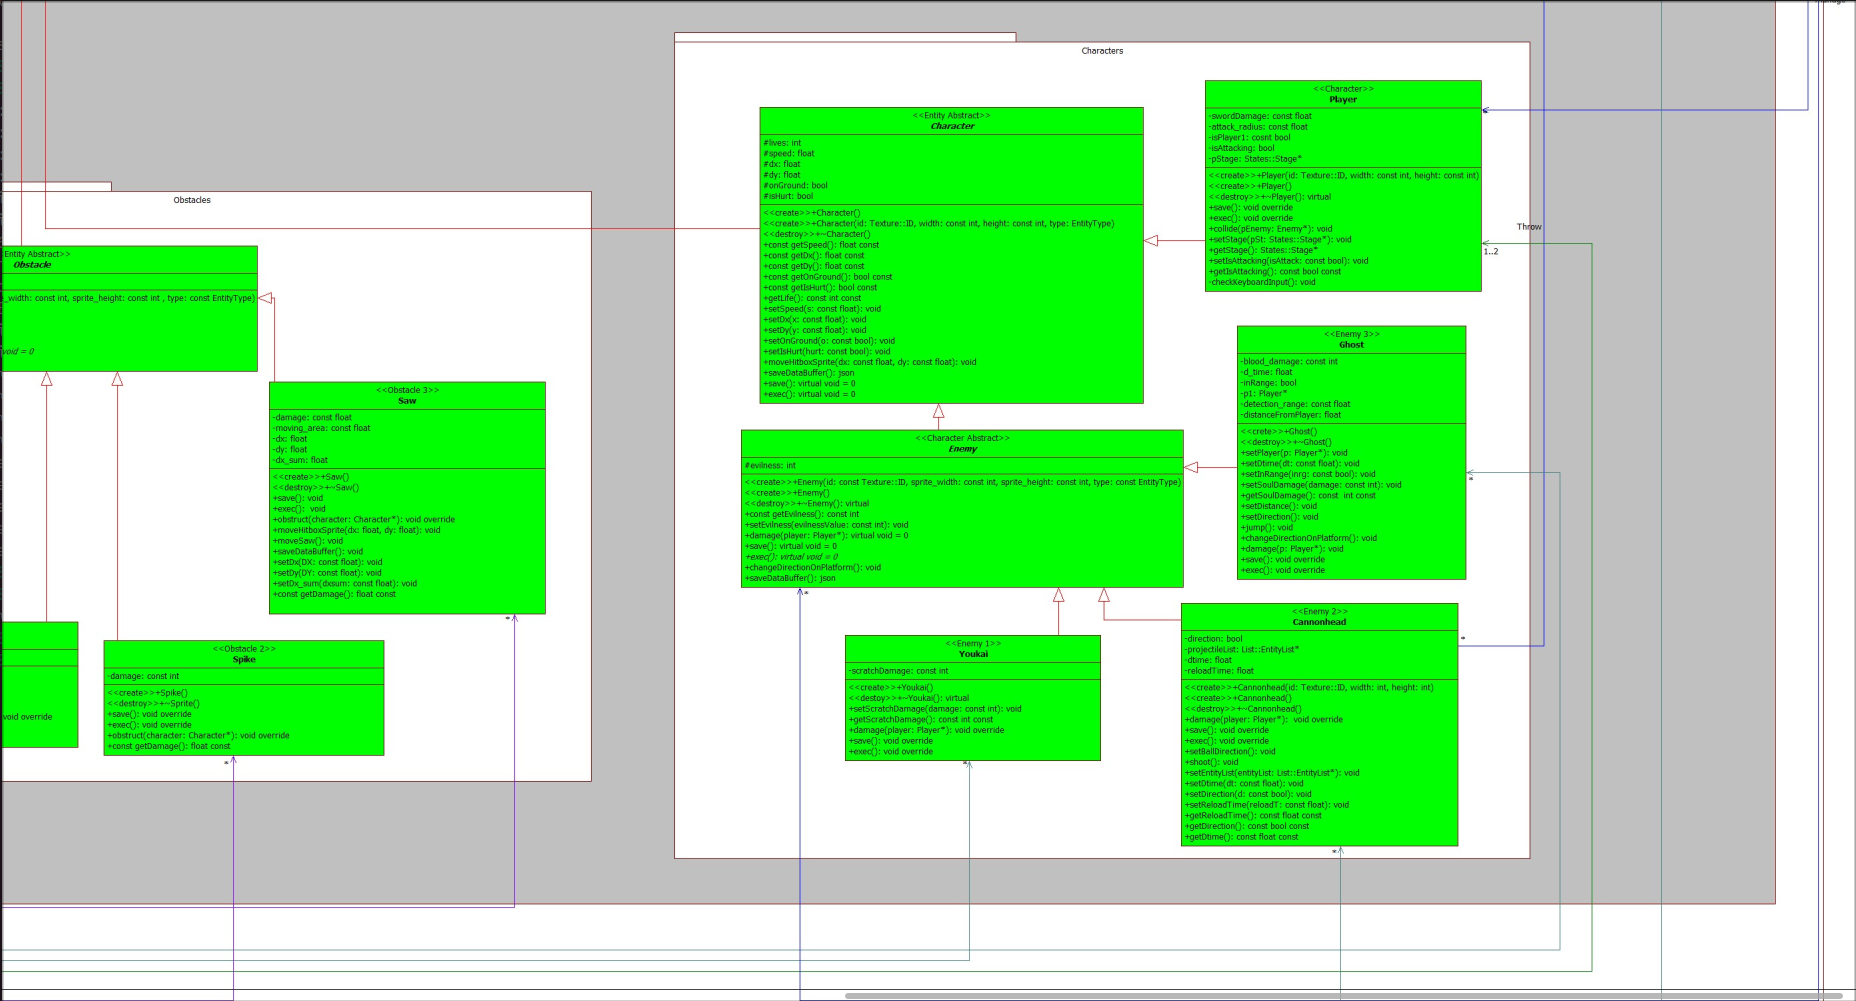 Characters
<<Character>>
Player
-swordDamage: const float
-attack_radius: const float
-isPlayer1: cosnt bool
-isAttacking: bool
-pStage: States::Stage*
<<create>>+Player(id: Texture::ID, width: const int, height: const int)
<<create>>+Player()
<<destroy>>+~Player(): virtual
+save(): void override
+exec(): void override
+collide(pEnemy: Enemy*): void
+setStage(pSt: States::Stage*): void
+getStage(): States::Stage*
+setIsAttacking(isAttack: const bool): void
+getIsAttacking(): const bool const
-checkKeyboardInput(): void
<<Entity Abstract>>
Character
#lives: int
#speed: float
#dx: float
#dy: float
#onGround: bool
#isHurt: bool
<<create>>+Character()
<<create>>+Character(id: Texture::ID, width: const int, height: const int, type: EntityType)
<<destroy>>+~Character()
+const getSpeed(): float const
+const getDx(): float const
+const getDy(): float const
+const getOnGround(): bool const
+const getIsHurt(): bool const
+getLife(): const int const
+setSpeed(s: const float): void
+setDx(x: const float): void
+setDy(y: const float): void
+setOnGround(o: const bool): void
+setIsHurt(hurt: const bool): void
+moveHitboxSprite(dx: const float, dy: const float): void
+saveDataBuffer(): json
+save(): virtual void = 0
+exec(): virtual void = 0
Throw
1..2
Obstacles
Entity Abstract>>
Obstacle
_width: const int, sprite_height: const int , type: const EntityType)
void = 0
<<Obstacle 3>>
Saw
-damage: const float
-moving_area: const float
-dx: float
-dy: float
-dx_sum: float
<<create>>+Saw()
<<destroy>>+~Saw()
+save(): void
+exec():  void
+obstruct(character: Character*): void override
+moveHitboxSprite(dx: float, dy: float): void
+moveSaw(): void
+saveDataBuffer(): void
+setDx(DX: const float): void
+setDy(DY: const float): void
+setDx_sum(dxsum: const float): void
+const getDamage(): float const
*
<<Enemy 3>>
Ghost
-blood_damage: const int
-d_time: float
-inRange: bool
-p1: Player*
-detection_range: const float
-distanceFromPlayer: float
<<crete>>+Ghost()
<<destroy>>+~Ghost()
+setPlayer(p: Player*): void
+setDtime(dt: const float): void
+setInRange(inrg: const bool): void
+setSoulDamage(damage: const int): void
+getSoulDamage(): const  int const
+setDistance(): void
+setDirection(): void
+jump(): void
+changeDirectionOnPlatform(): void
+damage(p: Player*): void
+save(): void override
+exec(): void override
*
<<Character Abstract>>
Enemy
#evilness: int
<<create>>+Enemy(id: const Texture::ID, sprite_width: const int, sprite_height: const int, type: const EntityType)
<<create>>+Enemy()
<<destroy>>+~Enemy(): virtual
+const getEvilness(): const int
+setEvilness(evilnessValue: const int): void
+damage(player: Player*): virtual void = 0
+save(): virtual void = 0
+exec(): virtual void = 0
+changeDirectionOnPlatform(): void
+saveDataBuffer(): json
*
<<Enemy 2>>
Cannonhead
-direction: bool
-projectileList: List::EntityList*
-dtime: float
-reloadTime: float
<<create>>+Cannonhead(id: Texture::ID, width: int, height: int)
<<create>>+Cannonhead()
<<destroy>>+~Cannonhead()
+damage(player: Player*):  void override
+save(): void override
+exec(): void override
+setBallDirection(): void
+shoot(): void
+setEntityList(entityList: List::EntityList*): void
+setDtime(dt: const float): void
+setDirection(d: const bool): void
+setReloadTime(reloadT: const float): void
+getReloadTime(): const float const
+getDirection(): const bool const
+getDtime(): const float const
*
*
<<Enemy 1>>
Youkai
-scratchDamage: const int
<<create>>+Youkai()
<<destoy>>+~Youkai(): virtual
+setScratchDamage(damage: const int): void
+getScratchDamage(): const int const
+damage(player: Player*): void override
+save(): void override
+exec(): void override
*
<<Obstacle 2>>
Spike
-damage: const int
<<create>>+Spike()
<<destroy>>+~Sprite()
+save(): void override
+exec(): void override
+obstruct(character: Character*): void override
+const getDamage(): float const
*
void override